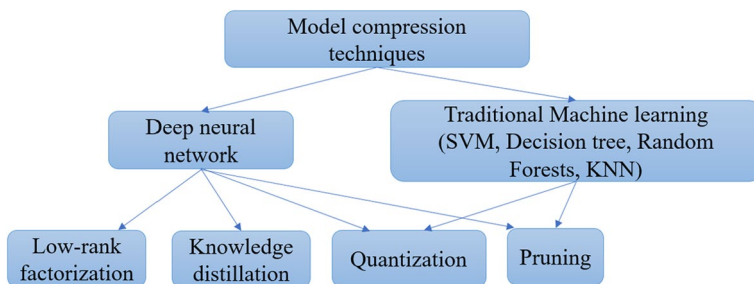 Model compression
techniques
Deep neural
network
Traditional Machine learning
(SVM, Decision tree, Random
Forests, KNN)
Low-rank
factorization
Knowledge
distillation
Quantization
Pruning